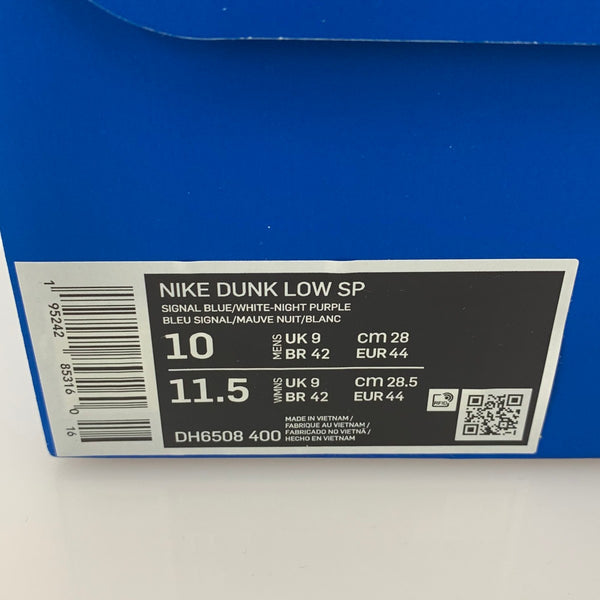 NIKE DUNK LOW SP
SIGNAL BLUE/WHITE-NIGHT PURPLE
BLEU SIGNAL/MAUVE NUIT/BLANC
10 MENS UK 9 cm 28
BR 42 EUR 44
11.5 WMNS UK 9 cm 28.5
BR 42 EUR 44
RFID
DH6508 400
MADE IN VIETNAM/
FABRIQUE AU VIETNAM/
FABRICADO NO VIETNÃ/
HECHO EN VIETNAM
1 95242 85316 0 16